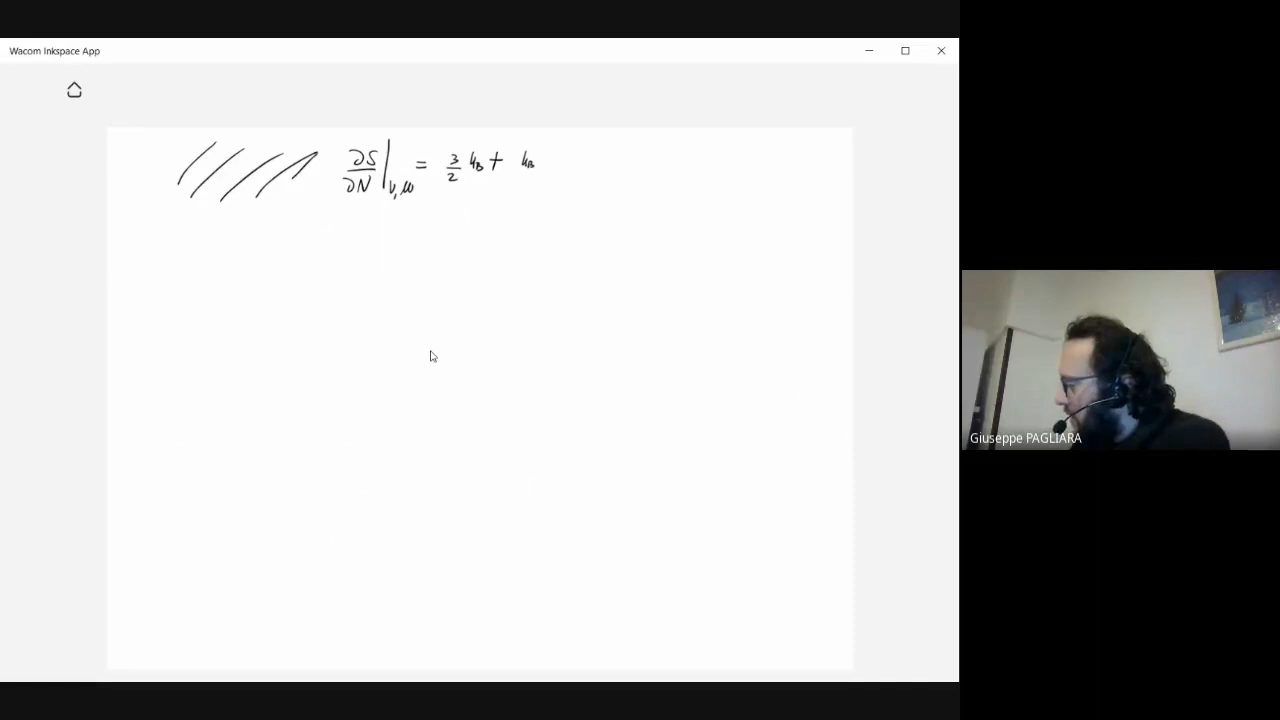 Wacom Inkspace App
∂S/∂N|V,U = 3/2 kB + kB
Giuseppe PAGLIARA